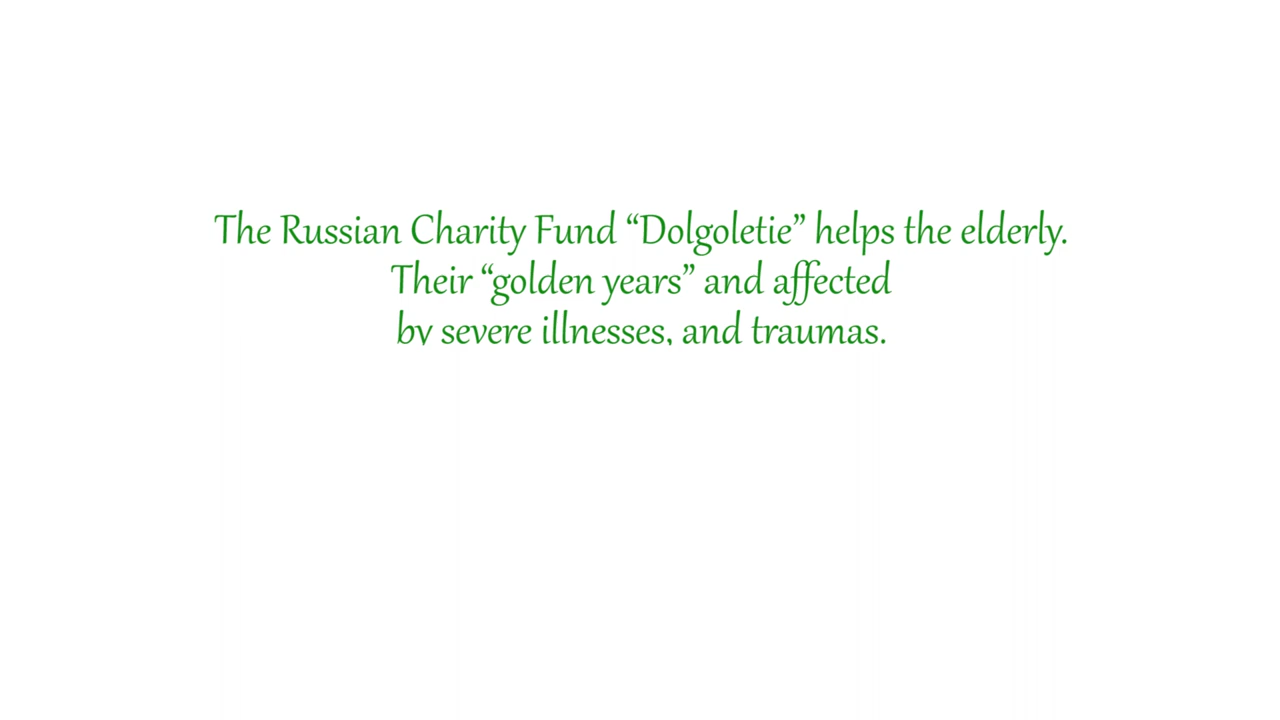 The Russian Charity Fund “Dolgoletie” helps the elderly.
Their “golden years” and affected
by severe illnesses, and traumas.